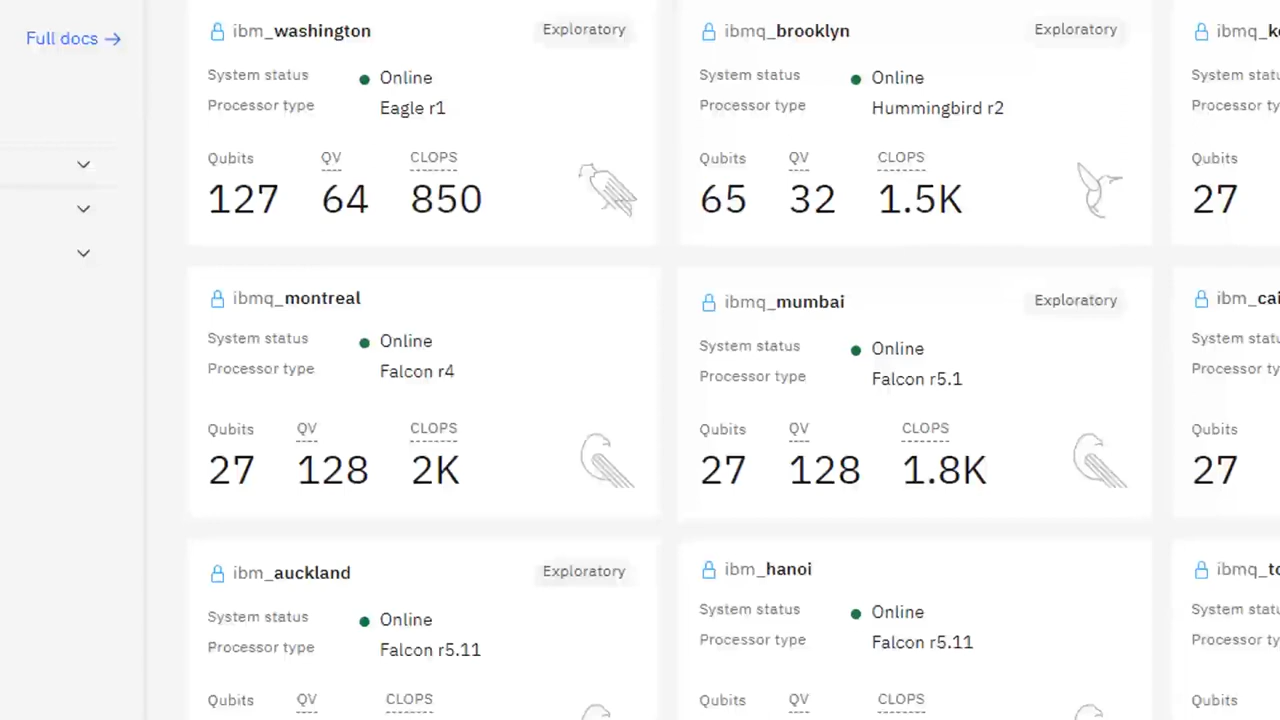 Full docs →
ibm_washington
Exploratory
System status
Online
Processor type
Eagle r1
Qubits
QV
CLOPS
127
64
850
ibmq_brooklyn
Exploratory
System status
Online
Processor type
Hummingbird r2
Qubits
QV
CLOPS
65
32
1.5K
Qubits
27
ibmq_montreal
System status
Online
Processor type
Falcon r4
Qubits
QV
CLOPS
27
128
2K
ibmq_mumbai
Exploratory
System status
Online
Processor type
Falcon r5.1
Qubits
QV
CLOPS
27
128
1.8K
Qubits
27
ibm_auckland
Exploratory
System status
Online
Processor type
Falcon r5.11
Qubits
QV
CLOPS
ibm_hanoi
System status
Online
Processor type
Falcon r5.11
Qubits
QV
CLOPS
Qubits